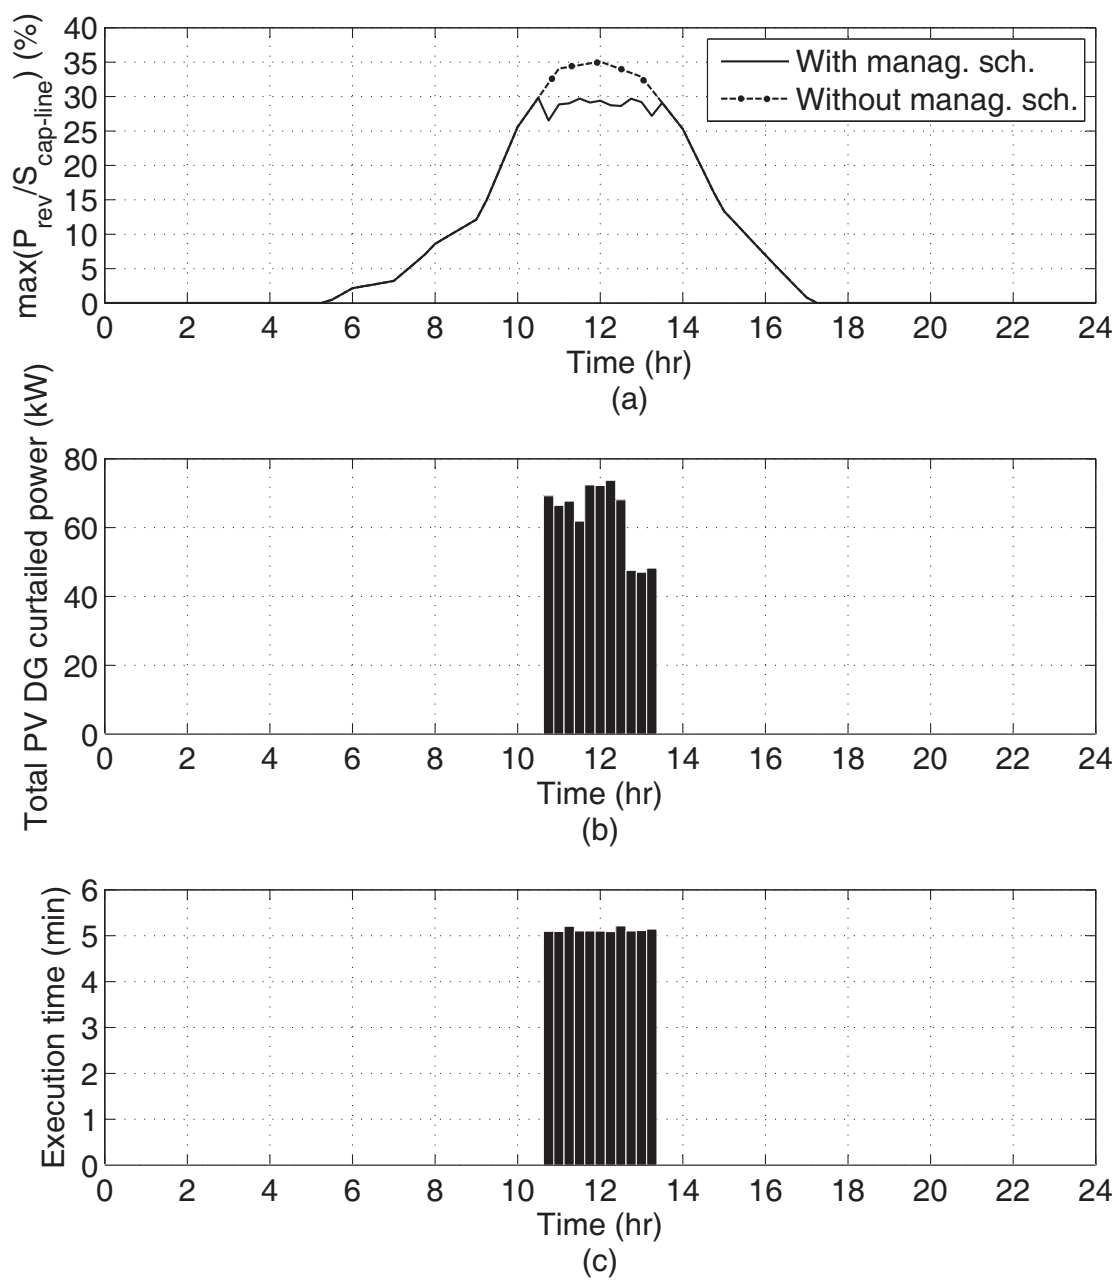 max(P_rev/S_cap-line) (%)
40
35
30
25
20
15
10
5
0
With manag. sch.
Without manag. sch.
0 2 4 6 8 10 12 14 16 18 20 22 24
Time (hr)
(a)
Total PV DG curtailed power (kW)
80
60
40
20
0
0 2 4 6 8 10 12 14 16 18 20 22 24
Time (hr)
(b)
Execution time (min)
6
5
4
3
2
1
0
0 2 4 6 8 10 12 14 16 18 20 22 24
Time (hr)
(c)